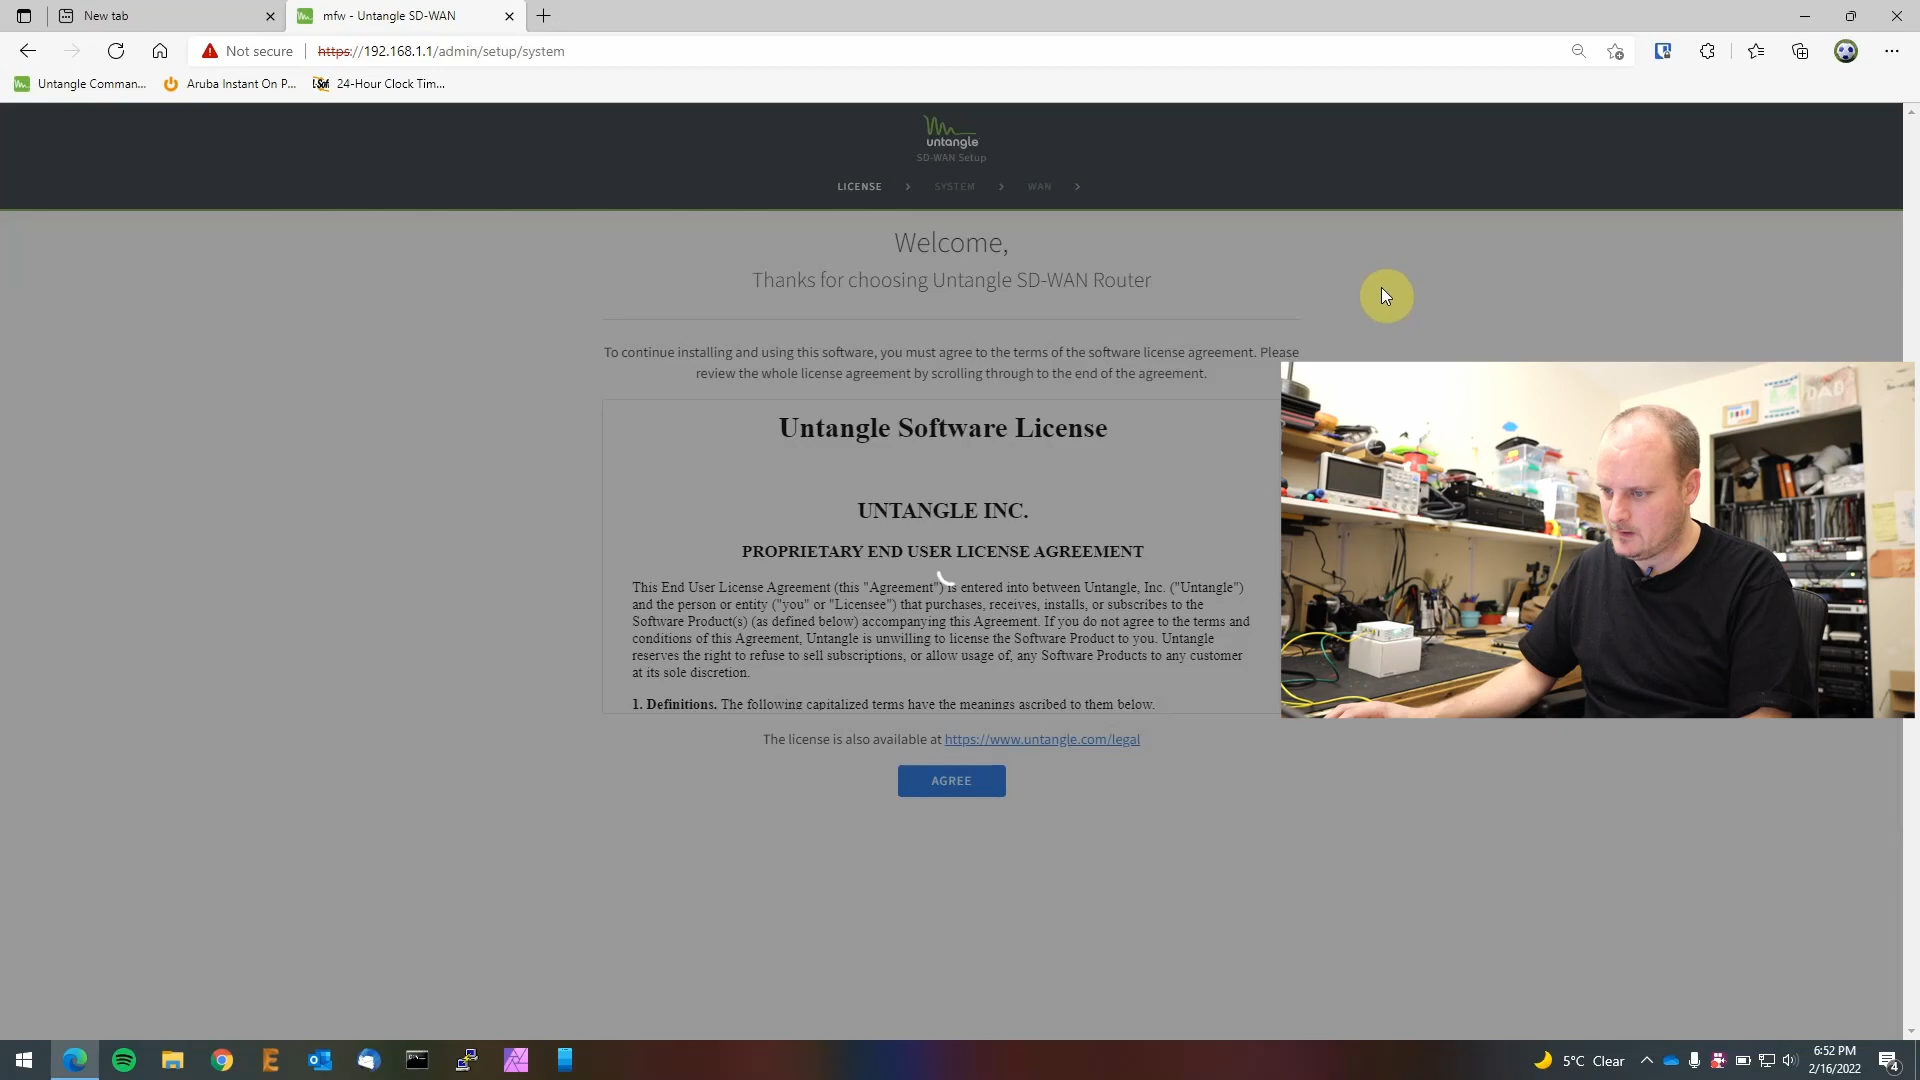 New tab
mfw - Untangle SD-WAN
Not secure
https://192.168.1.1/admin/setup/system
Untangle Comman...
Aruba Instant On P...
24-Hour Clock Tim...
untangle
SD-WAN Setup
LICENSE > SYSTEM > WAN >
Welcome,
Thanks for choosing Untangle SD-WAN Router
To continue installing and using this software, you must agree to the terms of the software license agreement. Please
review the whole license agreement by scrolling through to the end of the agreement.
Untangle Software License
UNTANGLE INC.
PROPRIETARY END USER LICENSE AGREEMENT
This End User License Agreement (this "Agreement") is entered into between Untangle, Inc. ("Untangle")
and the person or entity ("you" or "Licensee") that purchases, receives, installs, or subscribes to the
Software Product(s) (as defined below) accompanying this Agreement. If you do not agree to the terms and
conditions of this Agreement, Untangle is unwilling to license the Software Product to you. Untangle
reserves the right to refuse to sell subscriptions, or allow usage of, any Software Products to any customer
at its sole discretion.
1. Definitions. The following capitalized terms have the meanings ascribed to them below.
The license is also available at https://www.untangle.com/legal
AGREE
DAD
5°C Clear
6:52 PM
2/16/2022
4